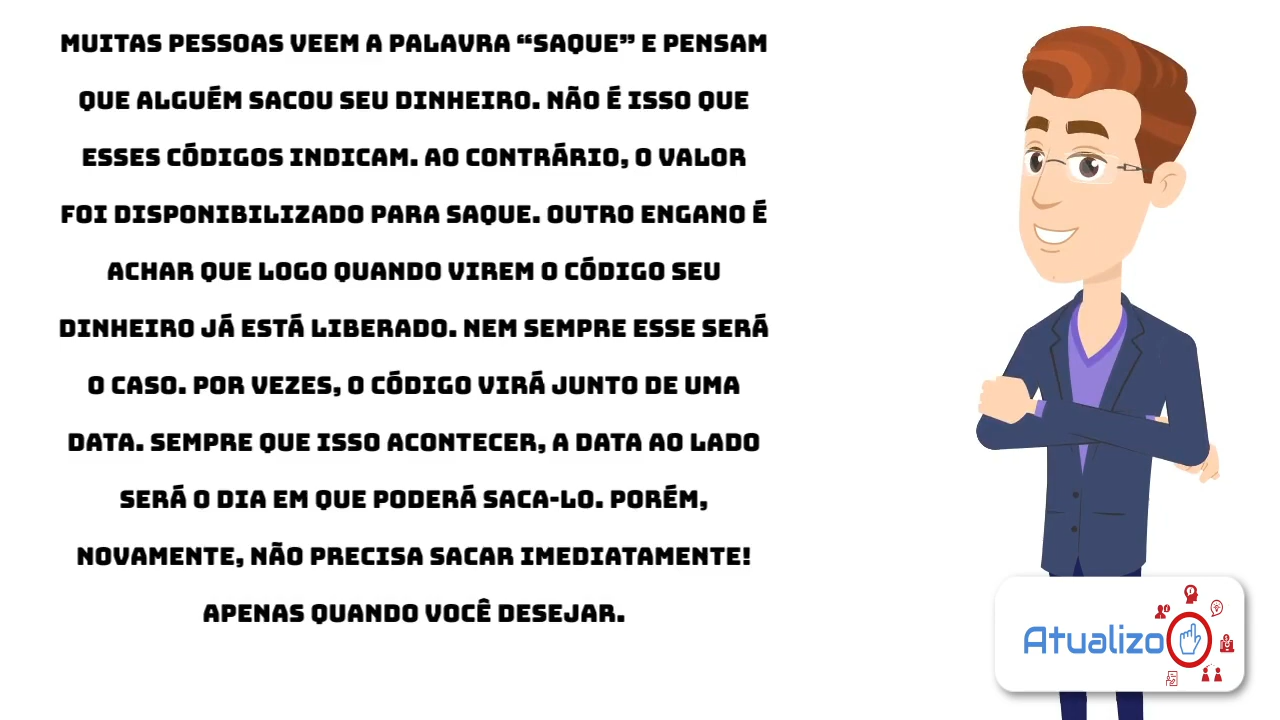 MUITAS PESSOAS VEEM A PALAVRA “SAQUE” E PENSAM
QUE ALGUÉM SACOU SEU DINHEIRO. NÃO É ISSO QUE
ESSES CÓDIGOS INDICAM. AO CONTRÁRIO, O VALOR
FOI DISPONIBILIZADO PARA SAQUE. OUTRO ENGANO É
ACHAR QUE LOGO QUANDO VIREM O CÓDIGO SEU
DINHEIRO JÁ ESTÁ LIBERADO. NEM SEMPRE ESSE SERÁ
O CASO. POR VEZES, O CÓDIGO VIRÁ JUNTO DE UMA
DATA. SEMPRE QUE ISSO ACONTECER, A DATA AO LADO
SERÁ O DIA EM QUE PODERÁ SACA-LO. PORÉM,
NOVAMENTE, NÃO PRECISA SACAR IMEDIATAMENTE!
APENAS QUANDO VOCÊ DESEJAR.
Atualizo